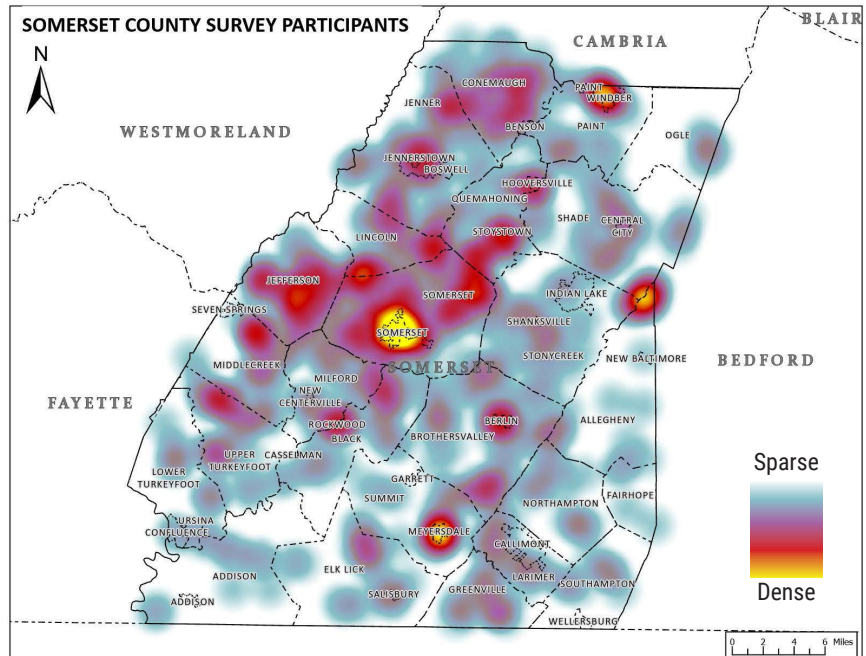 SOMERSET COUNTY SURVEY PARTICIPANTS
BLAIR
N
CAMBRIA
CONEMAUGH
PAINT
WINDBER
JENNER
BENSON
PAINT
WESTMORELAND
OGLE
JENNERSTOWN
BOSWELL
HOOVERSVILLE
QUEMAHONING
SHADE
CENTRAL
CITY
STOYSTOWN
LINCOLN
JEFFERSON
SOMERSET
INDIAN LAKE
SEVEN SPRINGS
SHANKSVILLE
SOMERSET
STONYCREEK
NEW BALTIMORE
BEDFORD
MIDDLECREEK
SOMERSET
MILFORD
NEW
CENTERVILLE
FAYETTE
ALLEGHENY
BERLIN
ROCKWOOD
BLACK
BROTHERSVALLEY
UPPER
TURKEYFOOT
CASSELMAN
LOWER
TURKEYFOOT
GARRETT
SUMMIT
FAIRHOPE
NORTHAMPTON
URSINA
CONFLUENCE
MEYERSDALE
CALLIMONT
ADDISON
ELK LICK
LARIMER
SOUTHAMPTON
GREENVILLE
SALISBURY
ADDISON
WELLERSBURG
Sparse
Dense
0 2 4 6 Miles